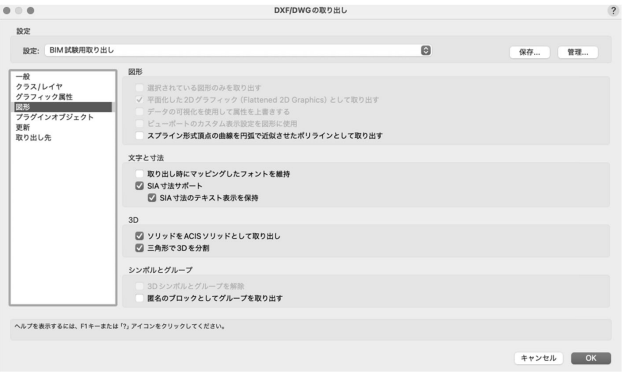 DXF/DWGの取り出し
?
設定
設定: BIM試験用取り出し
保存...
管理...
一般
クラス/レイヤ
グラフィック属性
図形
プラグインオブジェクト
更新
取り出し先
図形
選択されている図形のみを取り出す
平面化した2Dグラフィック (Flattened 2D Graphics) として取り出す
データの可視化を使用して属性を上書きする
ビューポートのカスタム表示設定を図形に使用
スプライン形式頂点の曲線を円弧で近似させたポリラインとして取り出す
文字と寸法
取り出し時にマッピングしたフォントを維持
SIA寸法サポート
SIA寸法のテキスト表示を保持
3D
ソリッドをACISソリッドとして取り出し
三角形で3Dを分割
シンボルとグループ
3Dシンボルとグループを解除
匿名のブロックとしてグループを取り出す
ヘルプを表示するには、F1キーまたは「?」アイコンをクリックしてください。
キャンセル
OK